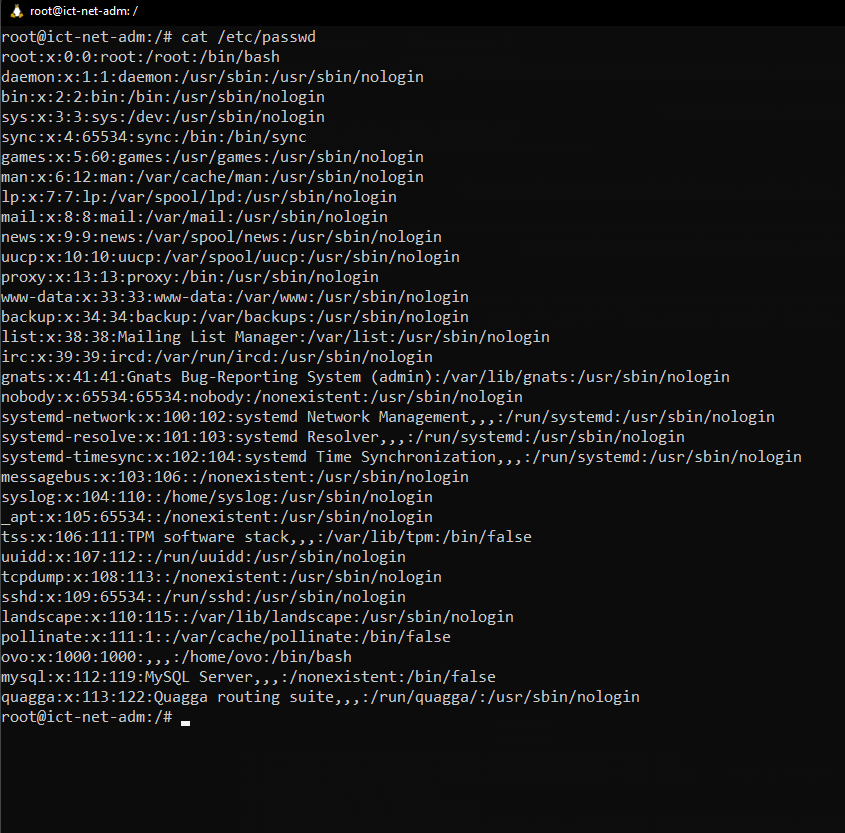 root@ict-net-adm: /
root@ict-net-adm:/# cat /etc/passwd
root:x:0:0:root:/root:/bin/bash
daemon:x:1:1:daemon:/usr/sbin:/usr/sbin/nologin
bin:x:2:2:bin:/bin:/usr/sbin/nologin
sys:x:3:3:sys:/dev:/usr/sbin/nologin
sync:x:4:65534:sync:/bin:/bin/sync
games:x:5:60:games:/usr/games:/usr/sbin/nologin
man:x:6:12:man:/var/cache/man:/usr/sbin/nologin
lp:x:7:7:lp:/var/spool/lpd:/usr/sbin/nologin
mail:x:8:8:mail:/var/mail:/usr/sbin/nologin
news:x:9:9:news:/var/spool/news:/usr/sbin/nologin
uucp:x:10:10:uucp:/var/spool/uucp:/usr/sbin/nologin
proxy:x:13:13:proxy:/bin:/usr/sbin/nologin
www-data:x:33:33:www-data:/var/www:/usr/sbin/nologin
backup:x:34:34:backup:/var/backups:/usr/sbin/nologin
list:x:38:38:Mailing List Manager:/var/list:/usr/sbin/nologin
irc:x:39:39:ircd:/var/run/ircd:/usr/sbin/nologin
gnats:x:41:41:Gnats Bug-Reporting System (admin):/var/lib/gnats:/usr/sbin/nologin
nobody:x:65534:65534:nobody:/nonexistent:/usr/sbin/nologin
systemd-network:x:100:102:systemd Network Management,,,:/run/systemd:/usr/sbin/nologin
systemd-resolve:x:101:103:systemd Resolver,,,:/run/systemd:/usr/sbin/nologin
systemd-timesync:x:102:104:systemd Time Synchronization,,,:/run/systemd:/usr/sbin/nologin
messagebus:x:103:106::/nonexistent:/usr/sbin/nologin
syslog:x:104:110::/home/syslog:/usr/sbin/nologin
_apt:x:105:65534::/nonexistent:/usr/sbin/nologin
tss:x:106:111:TPM software stack,,,:/var/lib/tpm:/bin/false
uuidd:x:107:112::/run/uuidd:/usr/sbin/nologin
tcpdump:x:108:113::/nonexistent:/usr/sbin/nologin
sshd:x:109:65534::/run/sshd:/usr/sbin/nologin
landscape:x:110:115::/var/lib/landscape:/usr/sbin/nologin
pollinate:x:111:1::/var/cache/pollinate:/bin/false
ovo:x:1000:1000:,,,:/home/ovo:/bin/bash
mysql:x:112:119:MySQL Server,,,:/nonexistent:/bin/false
quagga:x:113:122:Quagga routing suite,,,:/run/quagga/:/usr/sbin/nologin
root@ict-net-adm:/#